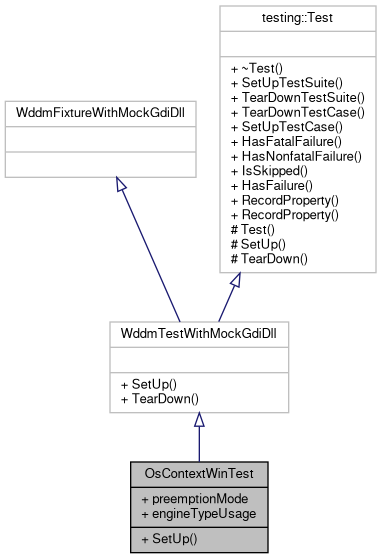 testing::Test
+ ~Test()
+ SetUpTestSuite()
+ TearDownTestSuite()
+ TearDownTestCase()
+ SetUpTestCase()
+ HasFatalFailure()
+ HasNonfatalFailure()
+ IsSkipped()
+ HasFailure()
+ RecordProperty()
+ RecordProperty()
# Test()
# SetUp()
# TearDown()
WddmFixtureWithMockGdiDll
WddmTestWithMockGdiDll
+ SetUp()
+ TearDown()
OsContextWinTest
+ preemptionMode
+ engineTypeUsage
+ SetUp()